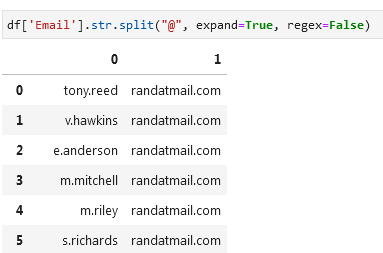 df['Email'].str.split("@", expand=True, regex=False)
0 1
0 tony.reed randatmail.com
1 v.hawkins randatmail.com
2 e.anderson randatmail.com
3 m.mitchell randatmail.com
4 m.riley randatmail.com
5 s.richards randatmail.com